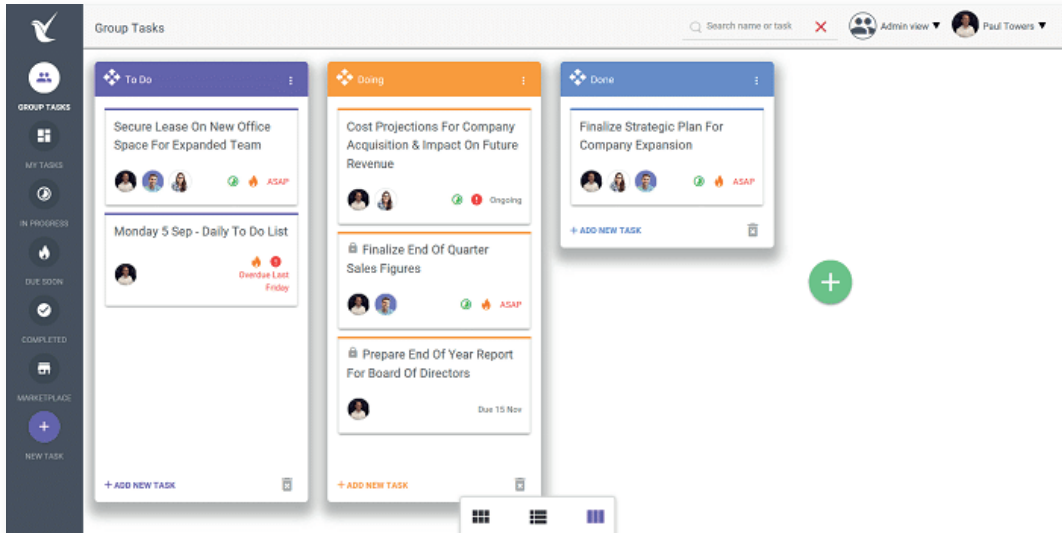 Group Tasks
Search name or task
Admin view
Paul Towers
GROUP TASKS
MY TASKS
IN PROGRESS
DUE SOON
COMPLETED
MARKETPLACE
NEW TASK
To Do
Secure Lease On New Office
Space For Expanded Team
ASAP
Monday 5 Sep - Daily To Do List
Overdue Last
Friday
+ ADD NEW TASK
Doing
Cost Projections For Company
Acquisition & Impact On Future
Revenue
Ongoing
Finalize End Of Quarter
Sales Figures
ASAP
Prepare End Of Year Report
For Board Of Directors
Due 15 Nov
+ ADD NEW TASK
Done
Finalize Strategic Plan For
Company Expansion
ASAP
+ ADD NEW TASK